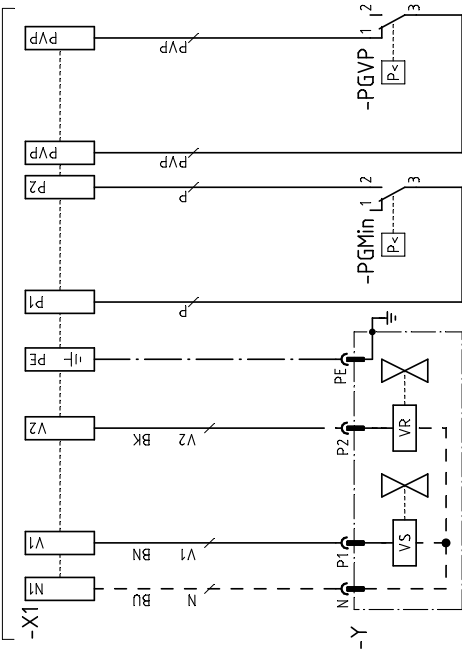 PVP
PVP
2
1
3
-PGVP
P<
PVP
PVP
P2
P
2
1
3
-PGMin
P<
P1
P
PE
PE
V2
BK
V2
P2
VR
V1
BN
V1
P1
VS
N1
BU
N
N
-X1
-Y